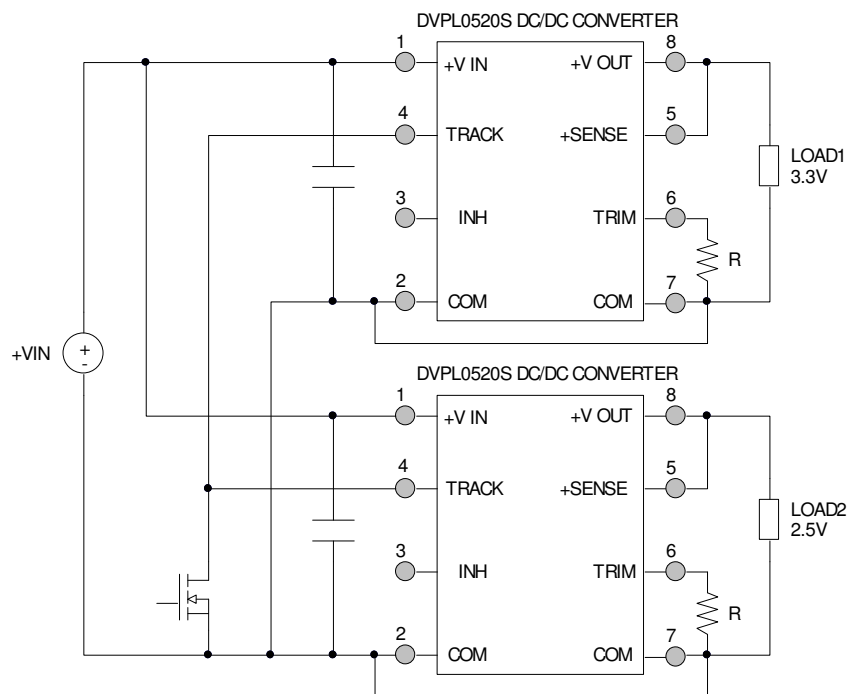 DVPL0520S DC/DC CONVERTER
1 8
+V IN +V OUT
4 5
TRACK +SENSE
LOAD1
3.3V
3 6
INH TRIM
R
2 7
COM COM
+VIN
+
-
DVPL0520S DC/DC CONVERTER
1 8
+V IN +V OUT
4 5
TRACK +SENSE
LOAD2
2.5V
3 6
INH TRIM
R
2 7
COM COM